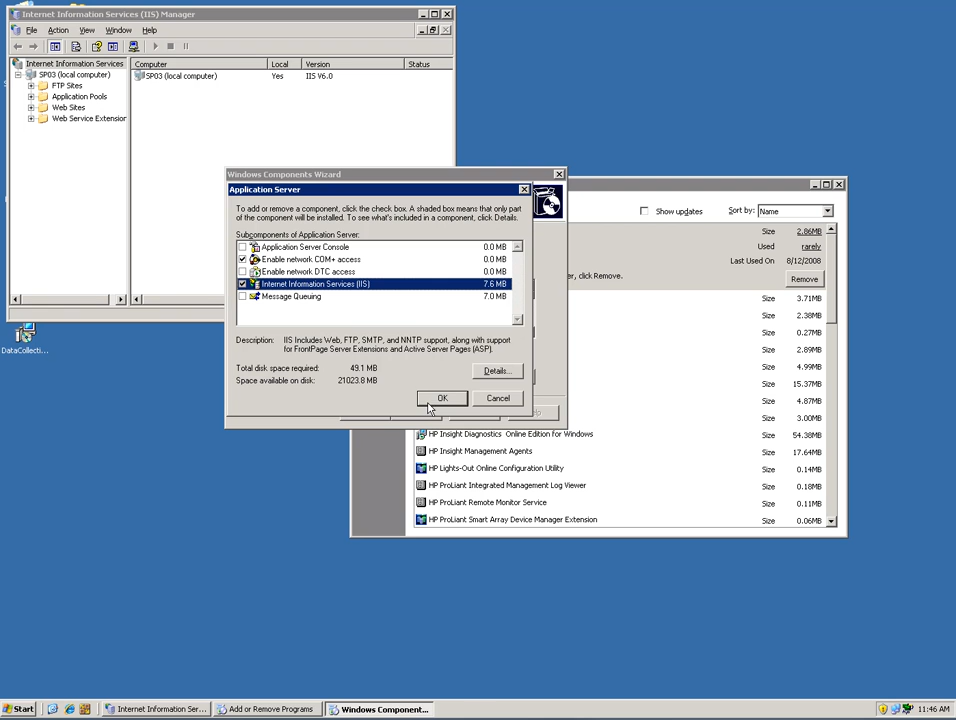 Internet Information Services (IIS) Manager
File Action View Window Help
Internet Information Services
SP03 (local computer)
FTP Sites
Application Pools
Web Sites
Web Service Extension
Computer Local Version Status
SP03 (local computer) Yes IIS V6.0
DataCollecti...
Windows Components Wizard
Application Server
To add or remove a component, click the check box. A shaded box means that only part
of the component will be installed. To see what's included in a component, click Details.
Subcomponents of Application Server:
Application Server Console 0.0 MB
Enable network COM+ access 0.0 MB
Enable network DTC access 0.0 MB
Internet Information Services (IIS) 7.6 MB
Message Queuing 7.0 MB
Description: IIS Includes Web, FTP, SMTP, and NNTP support, along with support
for FrontPage Server Extensions and Active Server Pages (ASP).
Total disk space required: 49.1 MB
Space available on disk: 21023.8 MB
Details...
OK Cancel
Show updates Sort by: Name
Size 2.86MB
Used rarely
Last Used On 8/12/2008
er, click Remove.
Remove
Size 3.71MB
Size 2.38MB
Size 0.27MB
Size 2.89MB
Size 4.99MB
Size 15.37MB
Size 4.87MB
Size 3.00MB
HP Insight Diagnostics Online Edition for Windows Size 54.38MB
HP Insight Management Agents Size 17.64MB
HP Lights-Out Online Configuration Utility Size 0.14MB
HP ProLiant Integrated Management Log Viewer Size 0.18MB
HP ProLiant Remote Monitor Service Size 0.11MB
HP ProLiant Smart Array Device Manager Extension Size 0.06MB
Start Internet Information Ser... Add or Remove Programs Windows Component... 11:46 AM